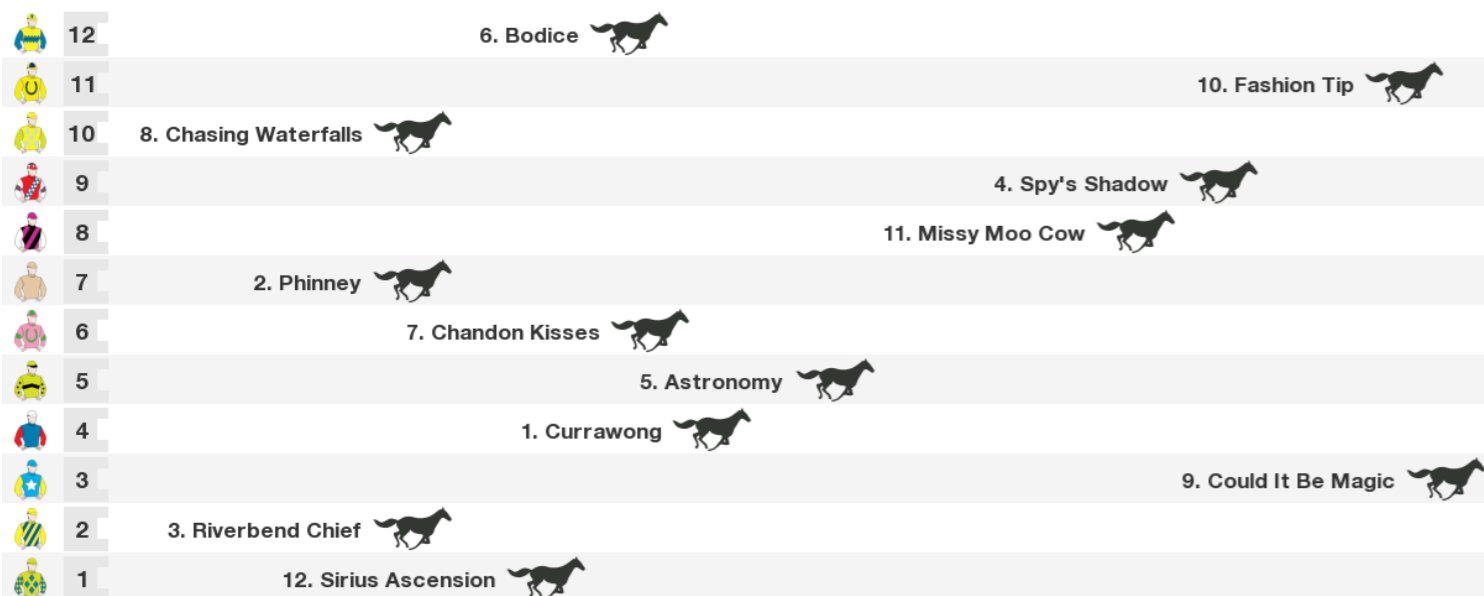 12 6. Bodice
11 10. Fashion Tip
10 8. Chasing Waterfalls
9 4. Spy's Shadow
8 11. Missy Moo Cow
7 2. Phinney
6 7. Chandon Kisses
5 5. Astronomy
4 1. Currawong
3 9. Could It Be Magic
2 3. Riverbend Chief
1 12. Sirius Ascension